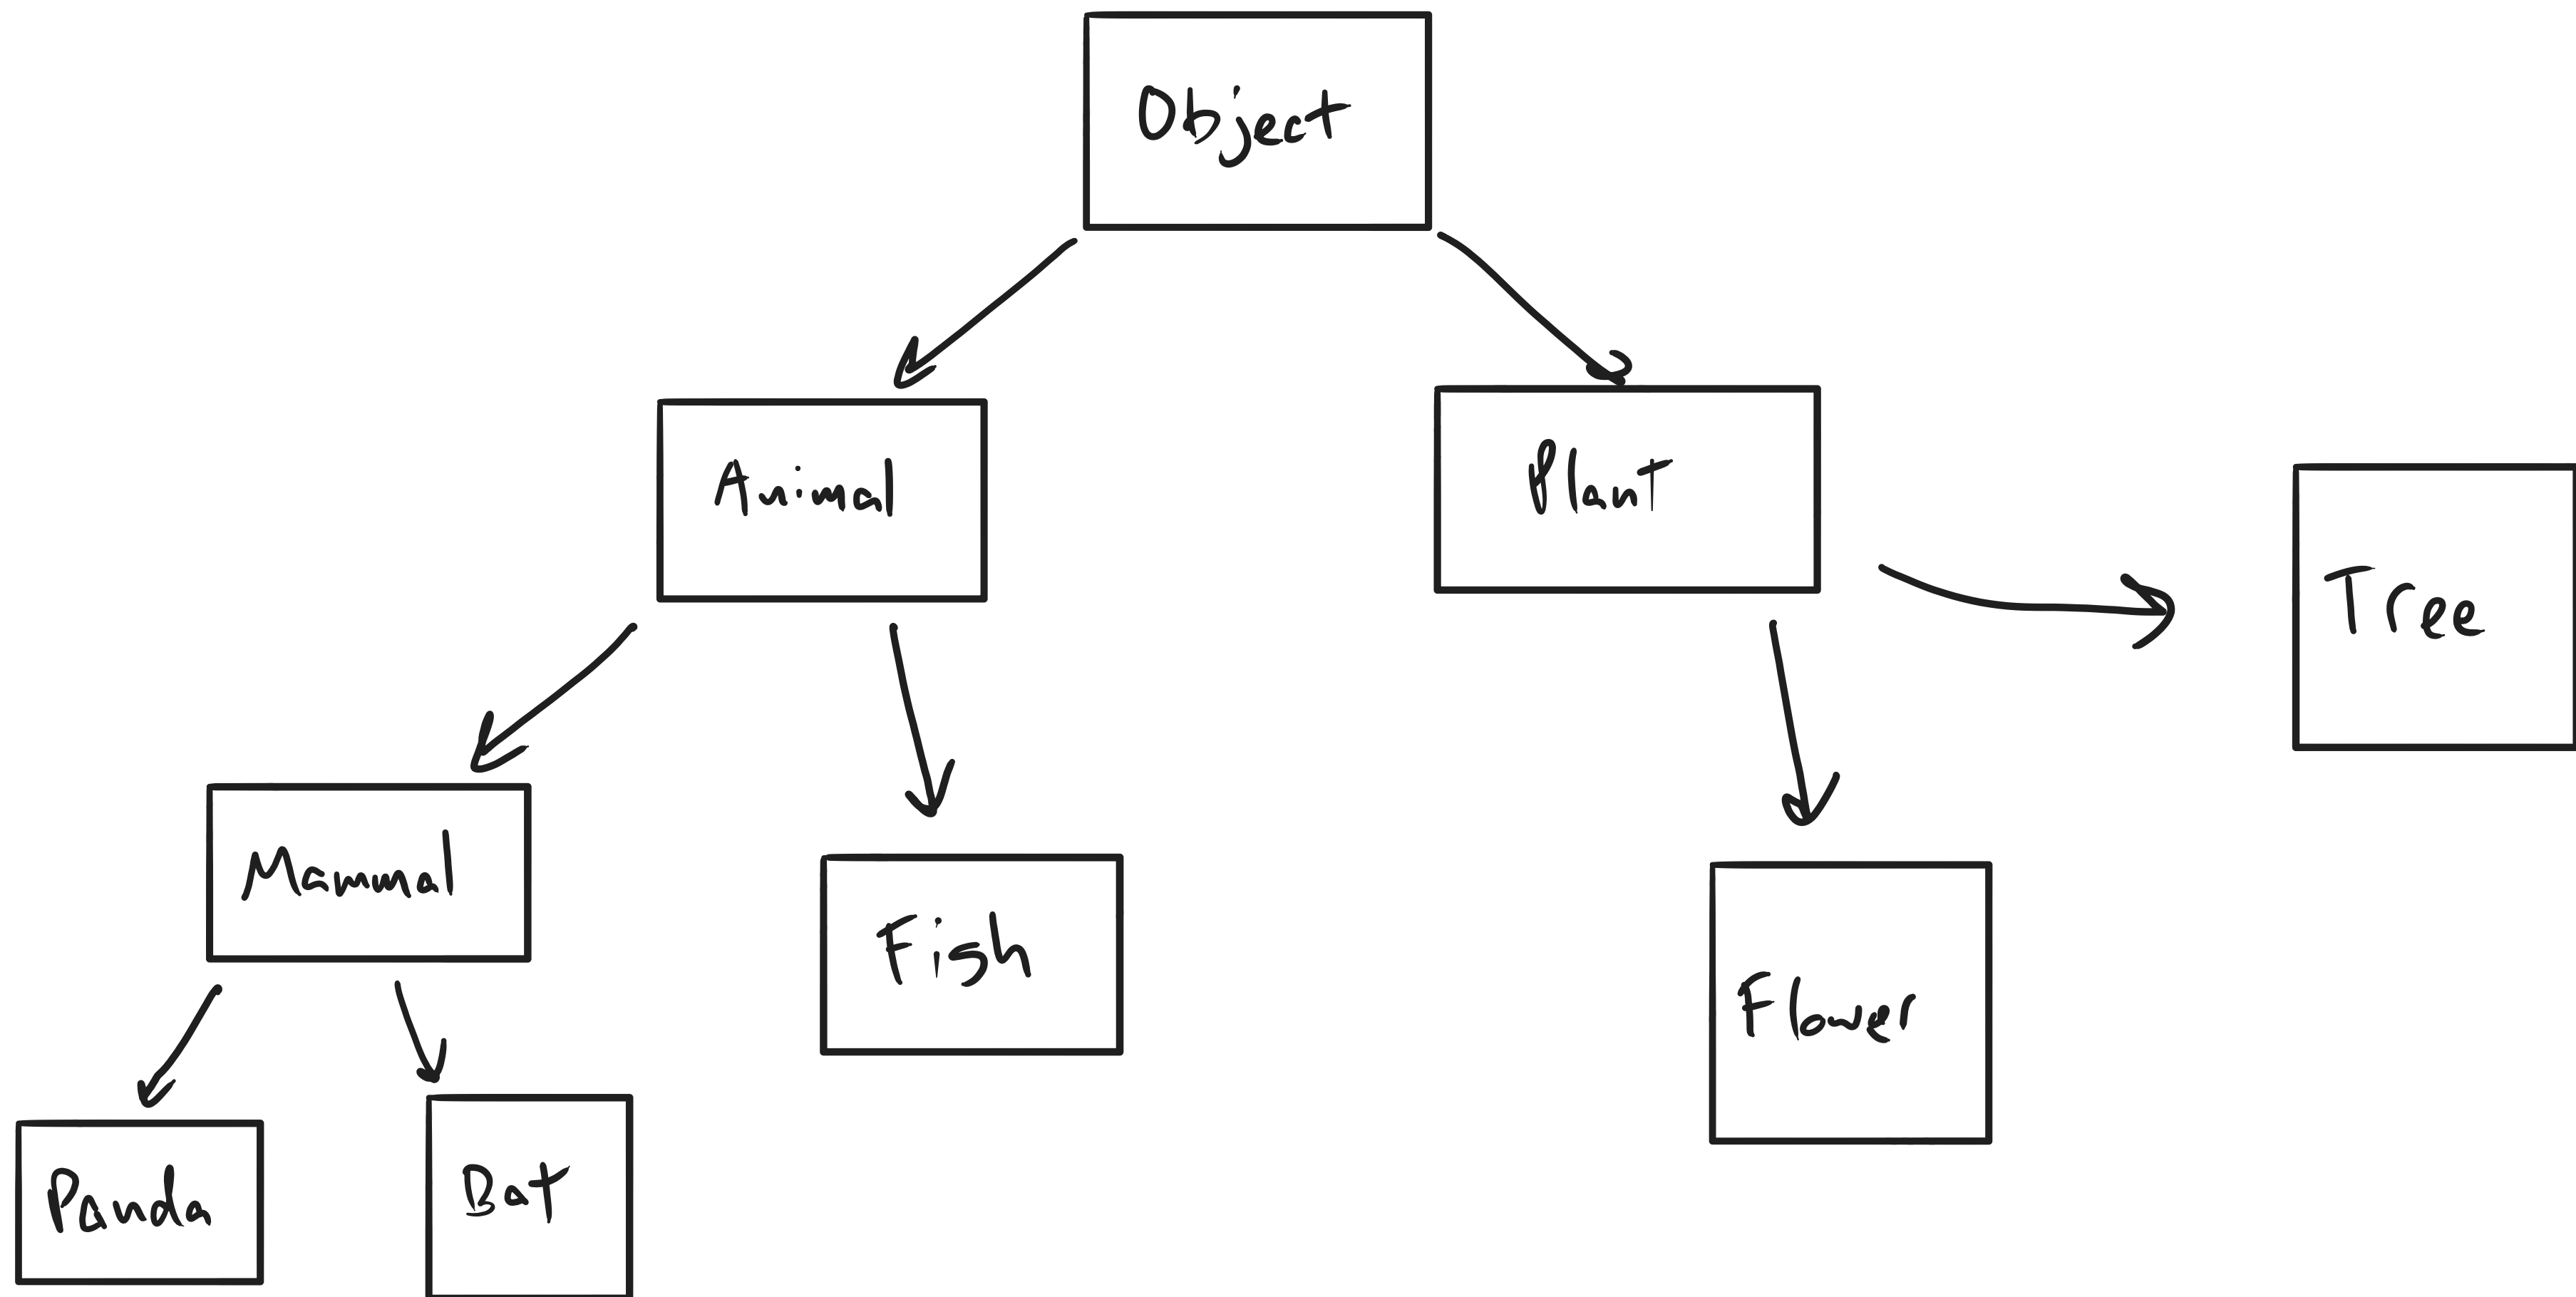 Object
Animal
Plant
Tree
Mammal
Fish
Flower
Panda
Bat